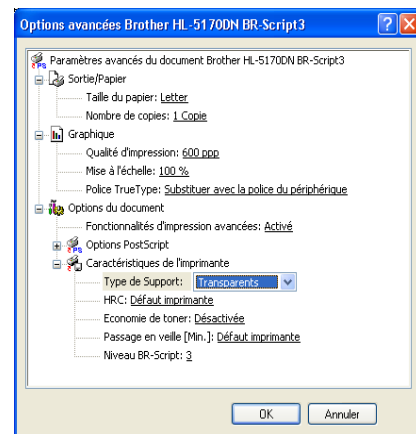 Options avancées Brother HL-5170DN BR-Script3
Paramètres avancés du document Brother HL-5170DN BR-Script3
Sortie/Papier
Taille du papier: Letter
Nombre de copies: 1 Copie
Graphique
Qualité d'impression: 600 ppp
Mise à l'échelle: 100 %
Police TrueType: Substituer avec la police du périphérique
Options du document
Fonctionnalités d'impression avancées: Activé
Options PostScript
Caractéristiques de l'imprimante
Type de Support: Transparents
HRC: Défaut imprimante
Economie de toner: Désactivée
Passage en veille [Min.]: Défaut imprimante
Niveau BR-Script: 3
OK Annuler